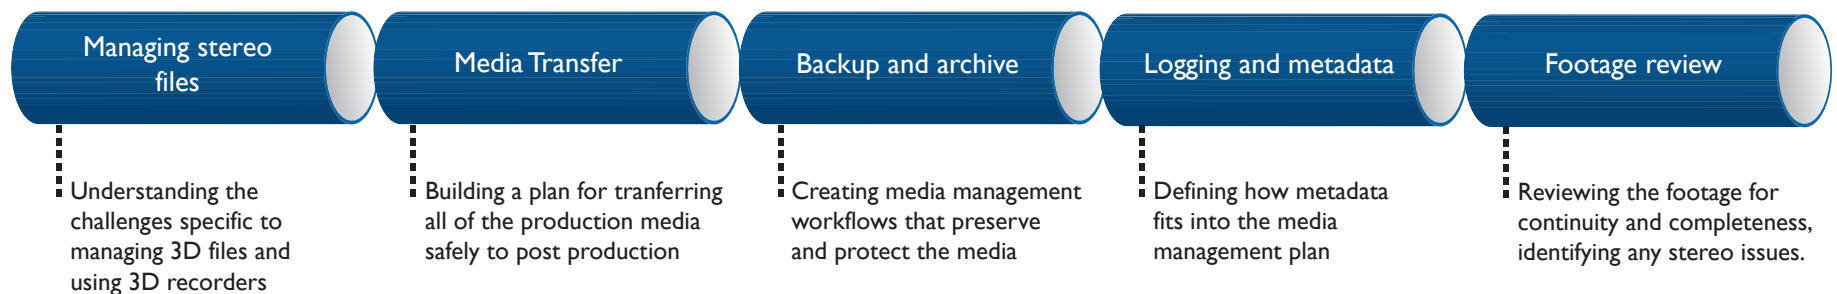 Managing stereo
files
Media Transfer
Backup and archive
Logging and metadata
Footage review
Understanding the
challenges specific to
managing 3D files and
using 3D recorders
Building a plan for tranferring
all of the production media
safely to post production
Creating media management
workflows that preserve
and protect the media
Defining how metadata
fits into the media
management plan
Reviewing the footage for
continuity and completeness,
identifying any stereo issues.